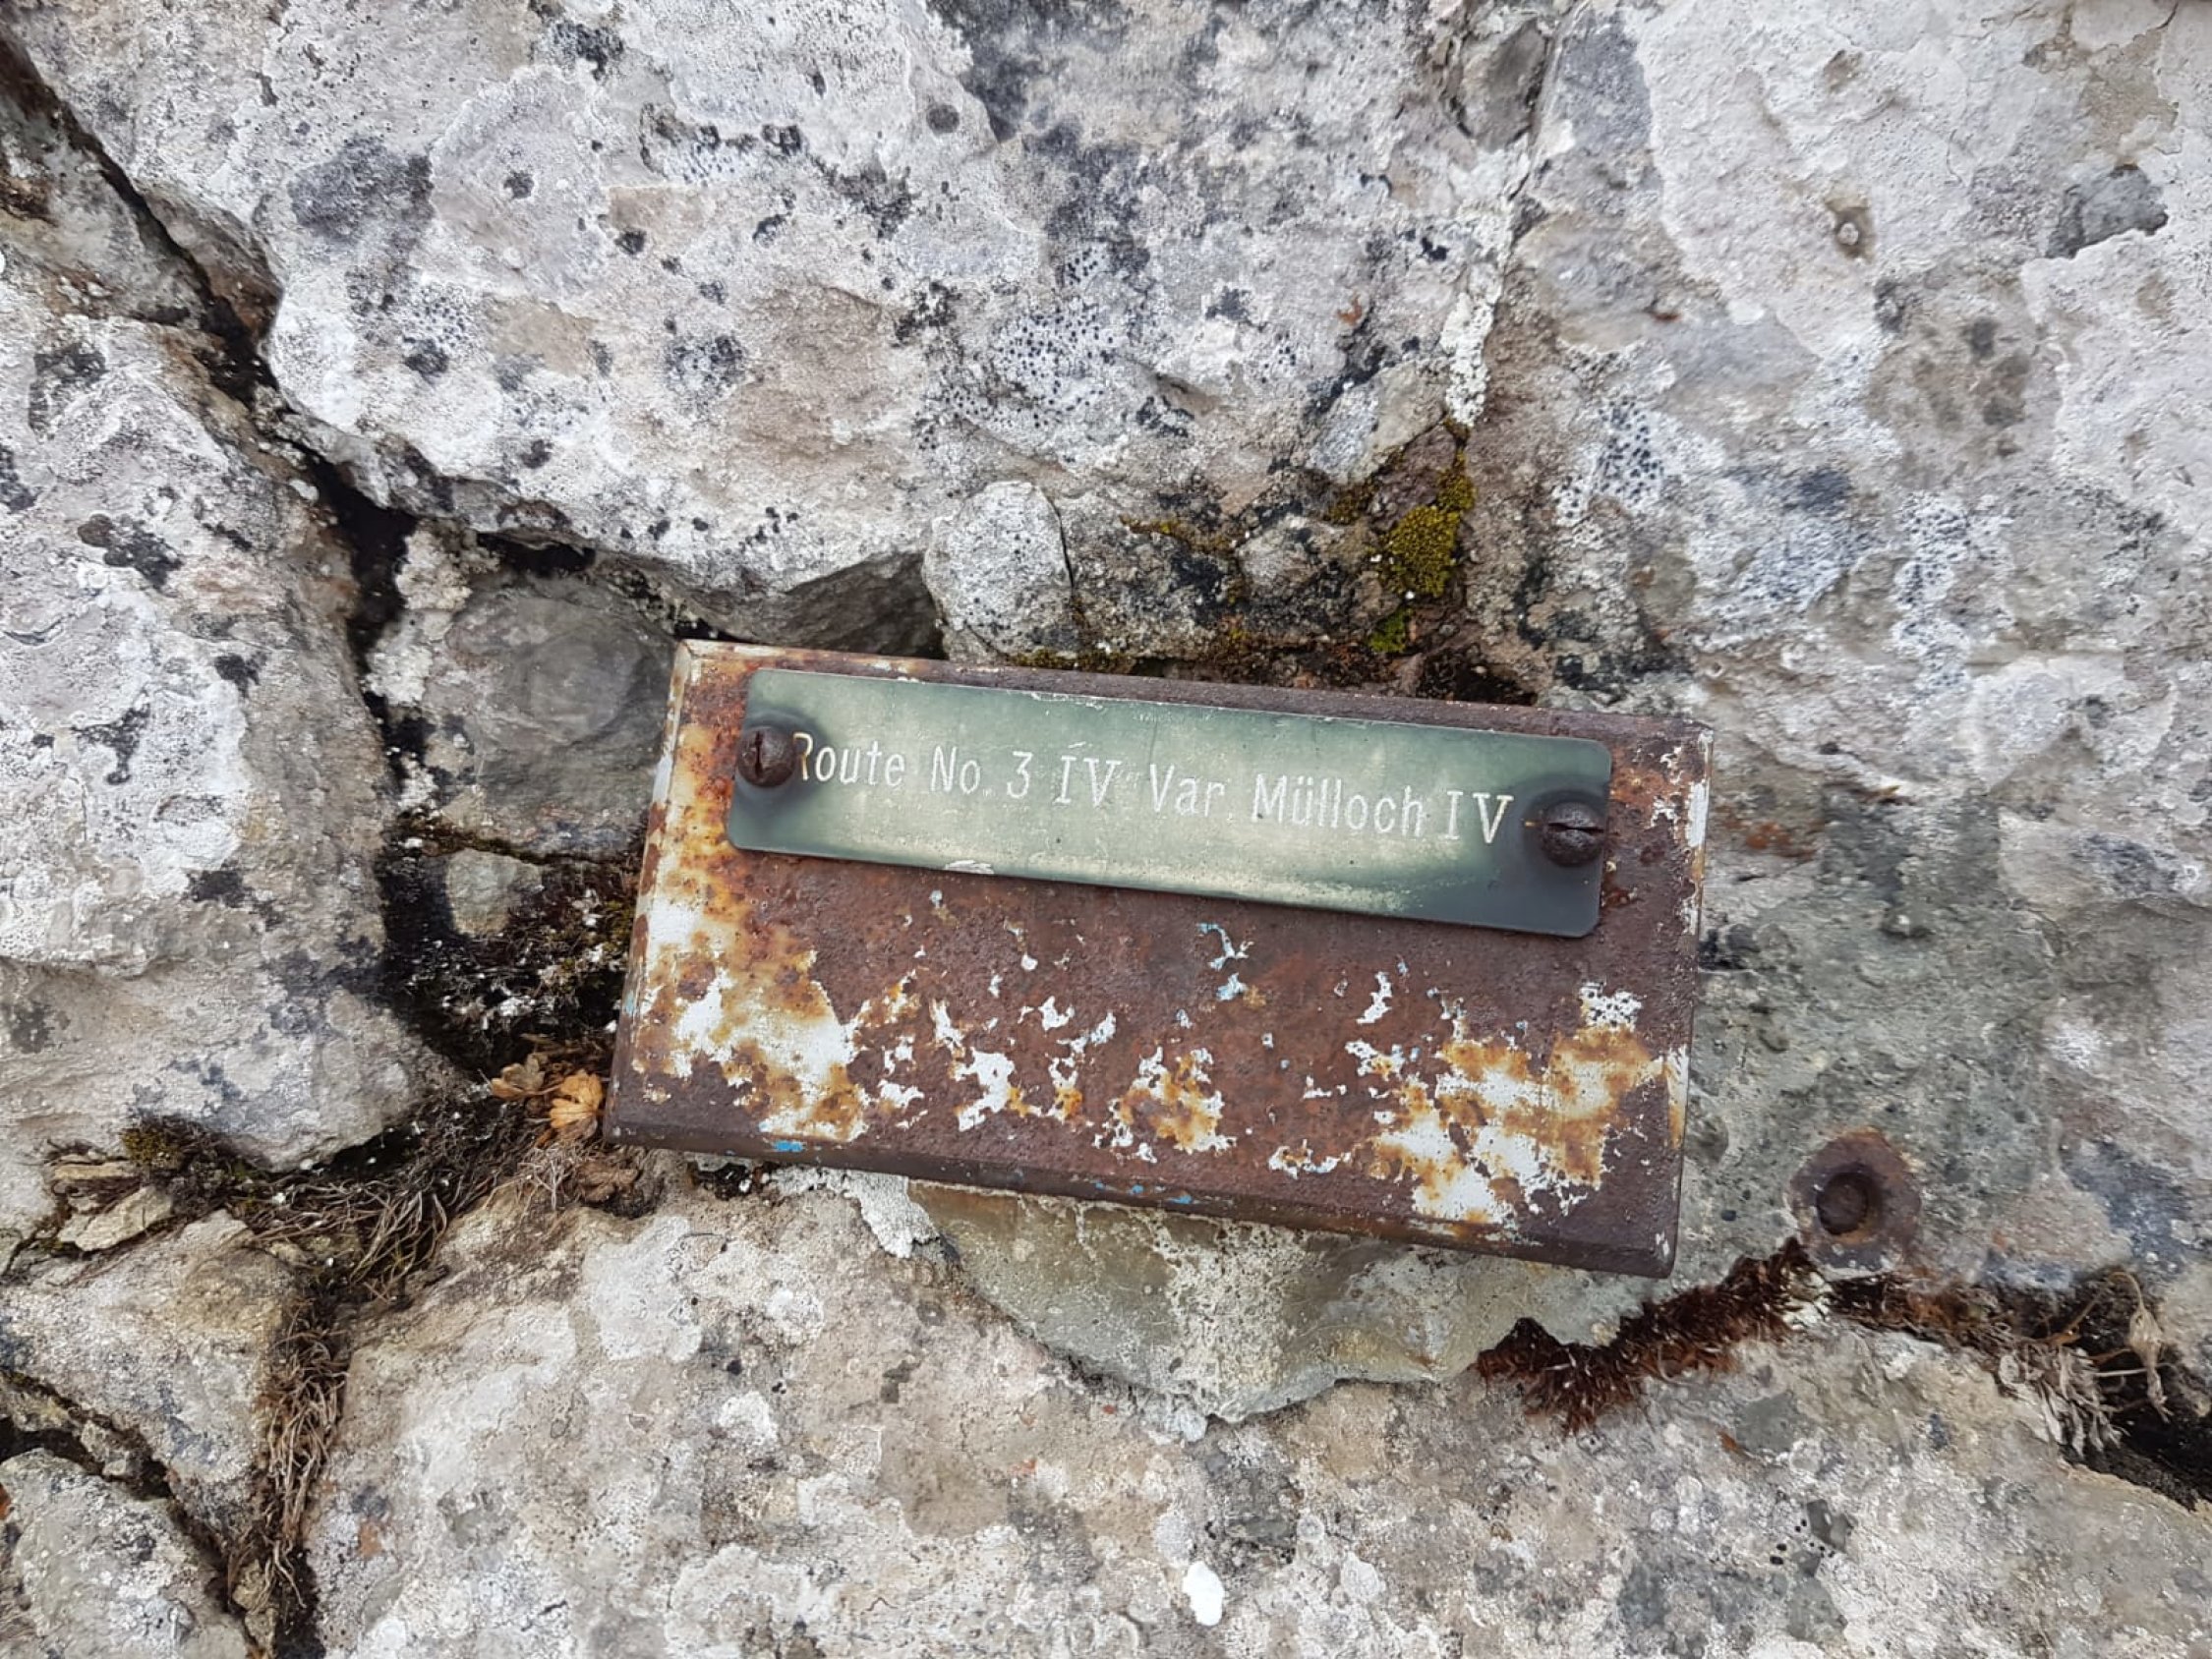 Route No. 3 IV Var. Mülloch IV